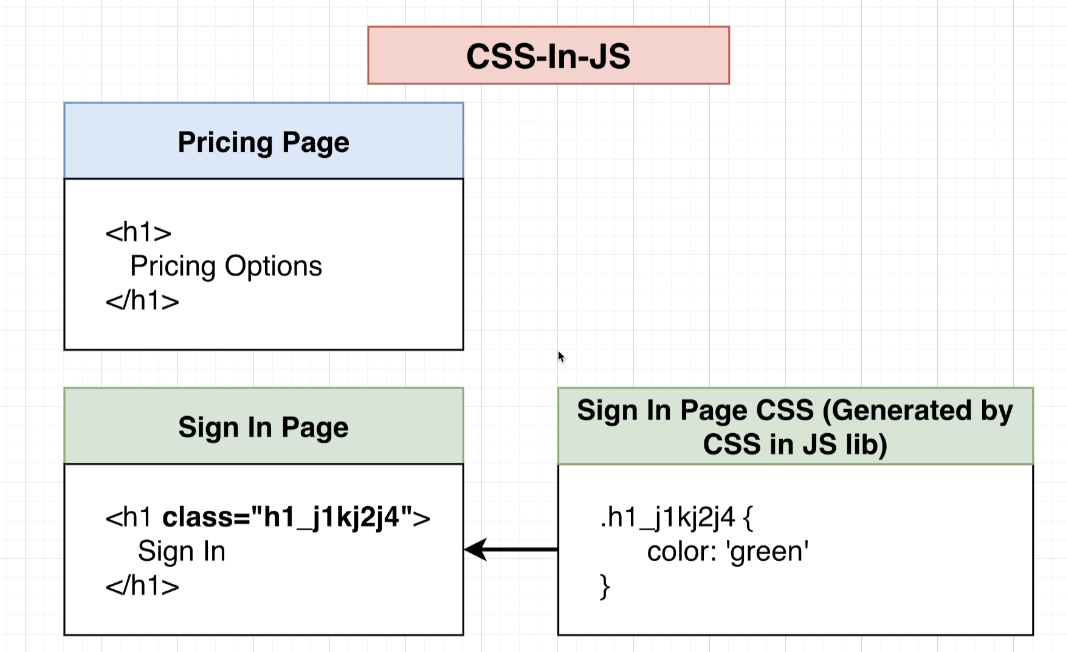 CSS-In-JS
Pricing Page
<h1>
Pricing Options
</h1>
Sign In Page
<h1 class="h1_j1kj2j4">
Sign In
</h1>
Sign In Page CSS (Generated by
CSS in JS lib)
.h1_j1kj2j4 {
color: 'green'
}